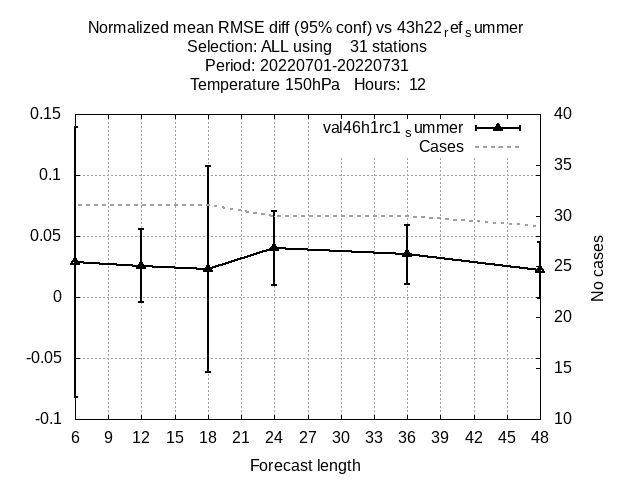 Normalized mean RMSE diff (95% conf) vs 43h22refsummer
Selection: ALL using 31 stations
Period: 20220701-20220731
Temperature 150hPa Hours: 12
0.15
0.1
0.05
0
-0.05
-0.1
40
35
30
25
20
15
10
val46h1rc1summer
Cases
No cases
6 9 12 15 18 21 24 27 30 33 36 39 42 45 48
Forecast length